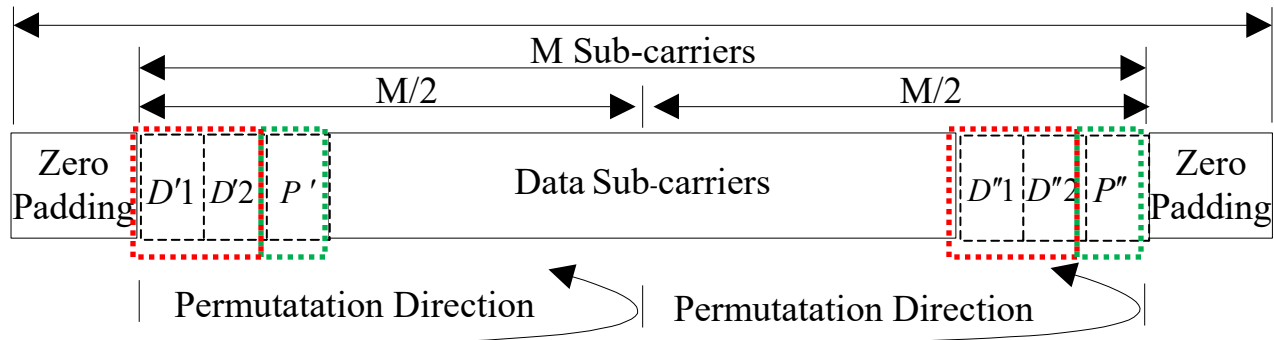 M Sub-carriers
M/2 M/2
Zero Padding D'1 D'2 P' Data Sub-carriers D"1 D"2 P" Zero Padding
Permutatation Direction Permutatation Direction